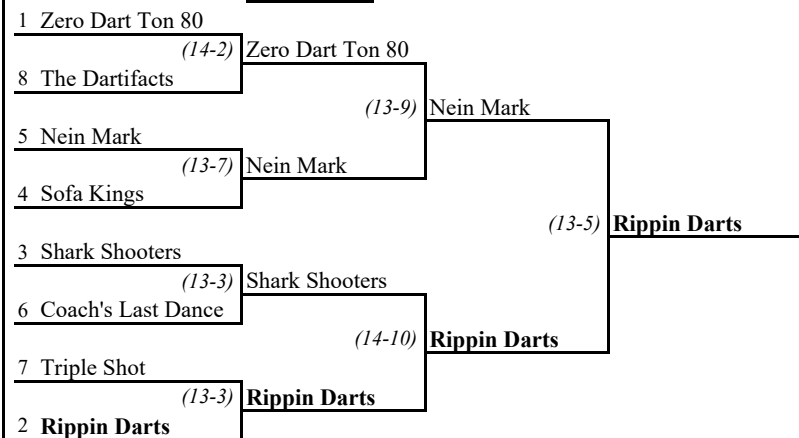 1 Zero Dart Ton 80
(14-2) Zero Dart Ton 80
8 The Dartifacts
(13-9) Nein Mark
5 Nein Mark
(13-7) Nein Mark
4 Sofa Kings
(13-5) Rippin Darts
3 Shark Shooters
(13-3) Shark Shooters
6 Coach's Last Dance
(14-10) Rippin Darts
7 Triple Shot
(13-3) Rippin Darts
2 Rippin Darts